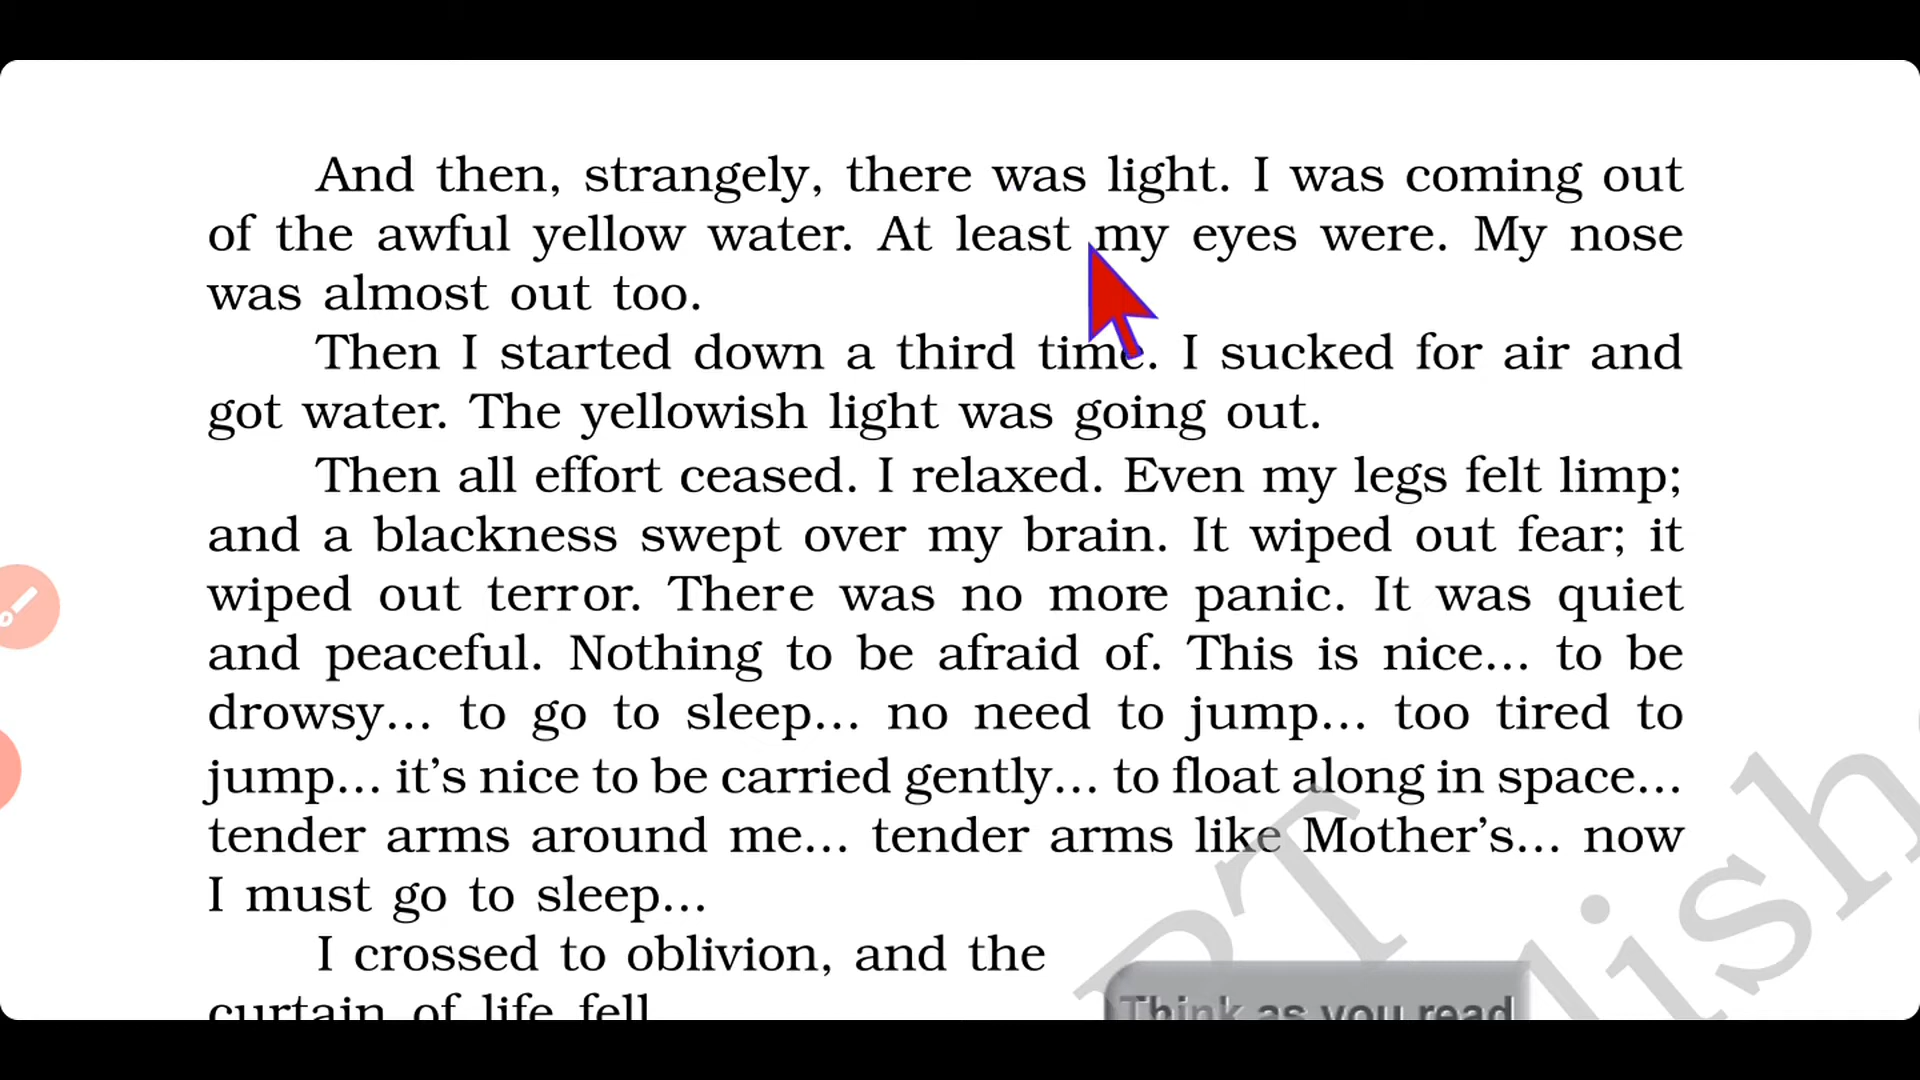 And then, strangely, there was light. I was coming out
of the awful yellow water. At least my eyes were. My nose
was almost out too.
Then I started down a third time. I sucked for air and
got water. The yellowish light was going out.
Then all effort ceased. I relaxed. Even my legs felt limp;
and a blackness swept over my brain. It wiped out fear; it
wiped out terror. There was no more panic. It was quiet
and peaceful. Nothing to be afraid of. This is nice... to be
drowsy... to go to sleep... no need to jump... too tired to
jump... it's nice to be carried gently... to float along in space...
tender arms around me... tender arms like Mother's... now
I must go to sleep...
I crossed to oblivion, and the
curtain of life fell.
Think as you read